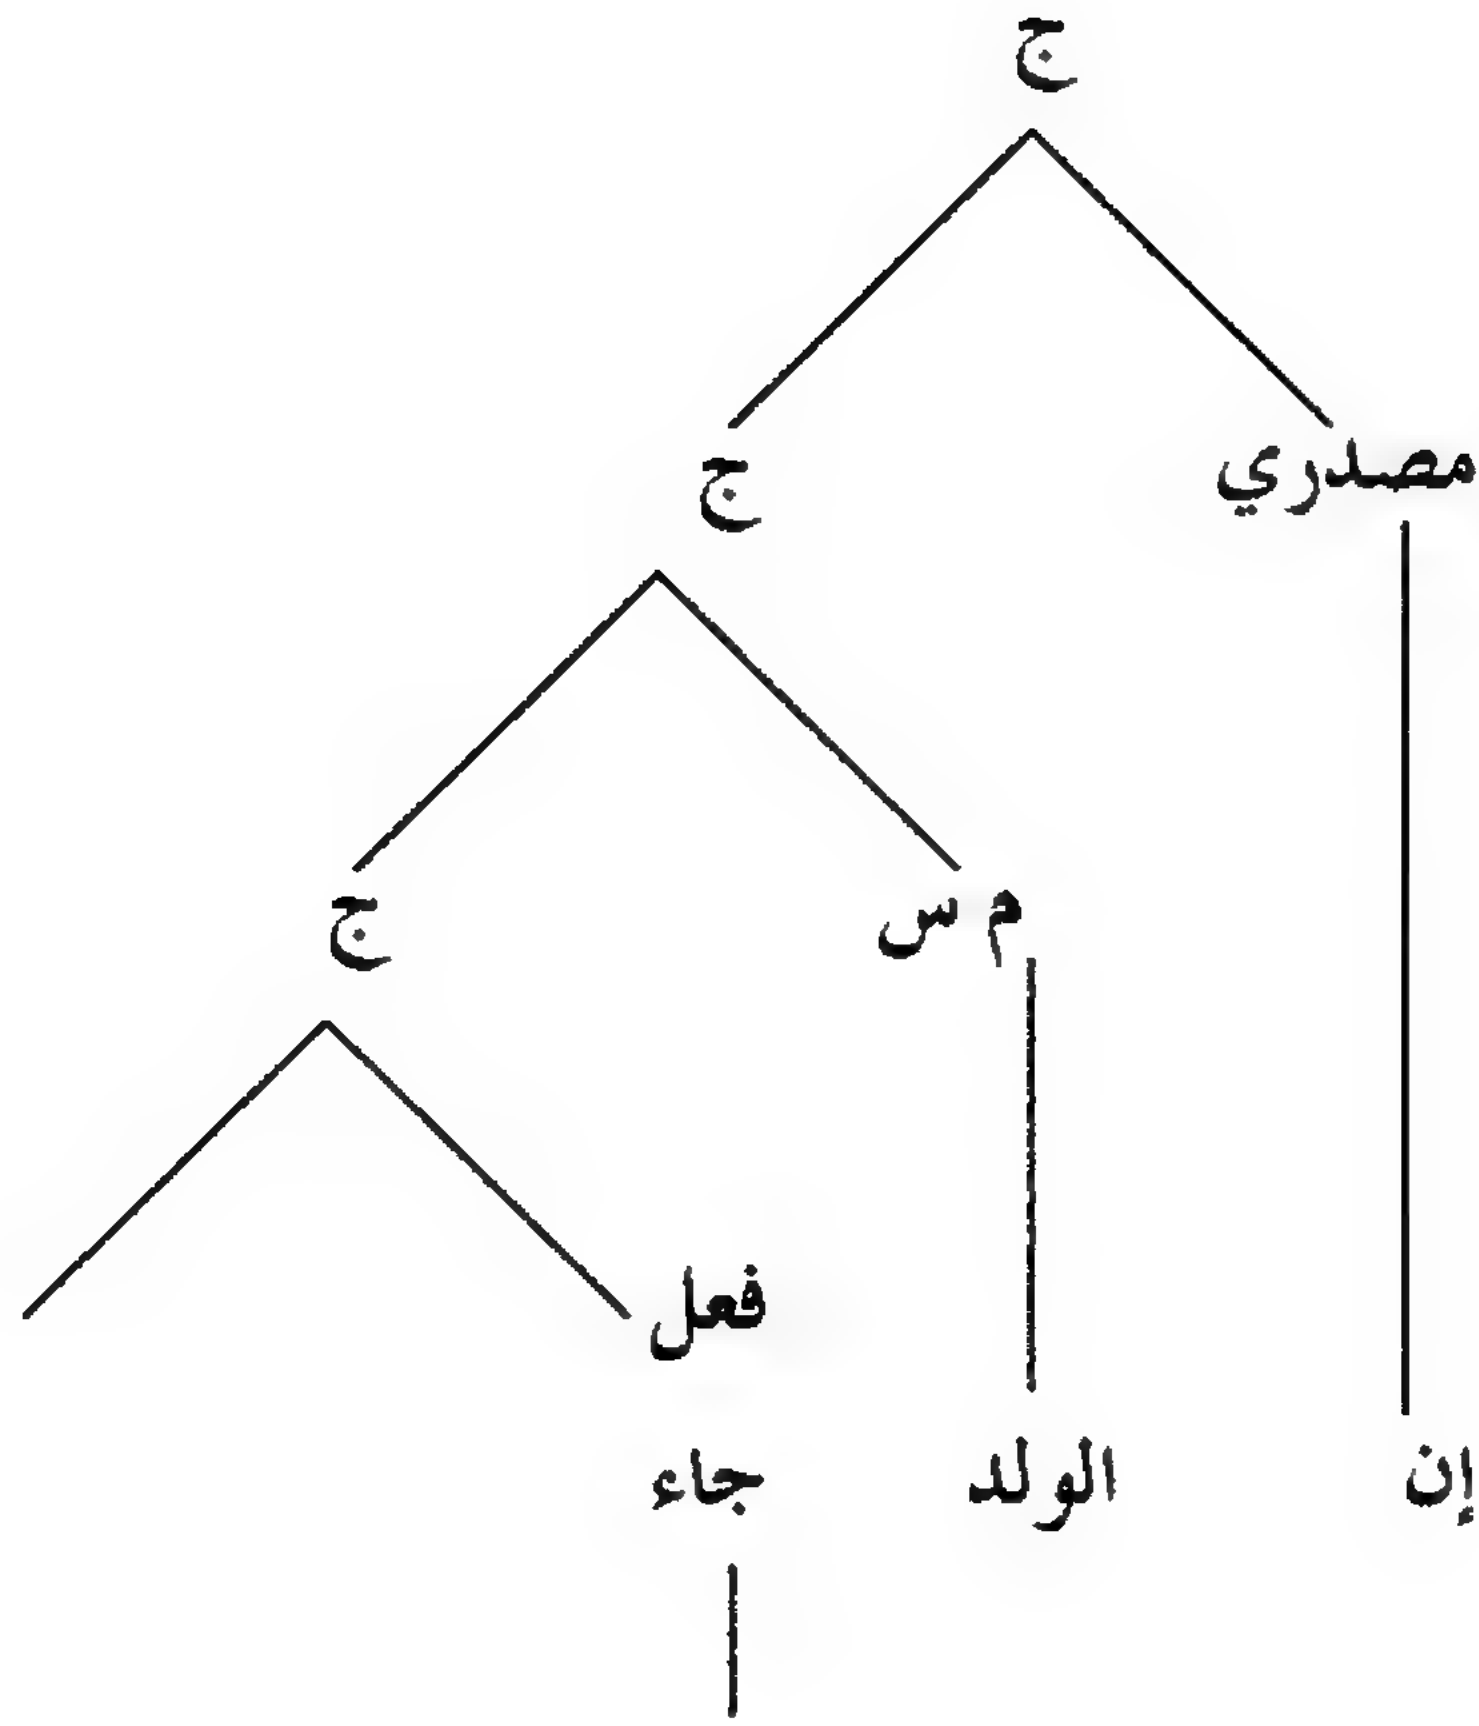 ج
مصدري ج
م س ج
فعل
إن الولد جاء